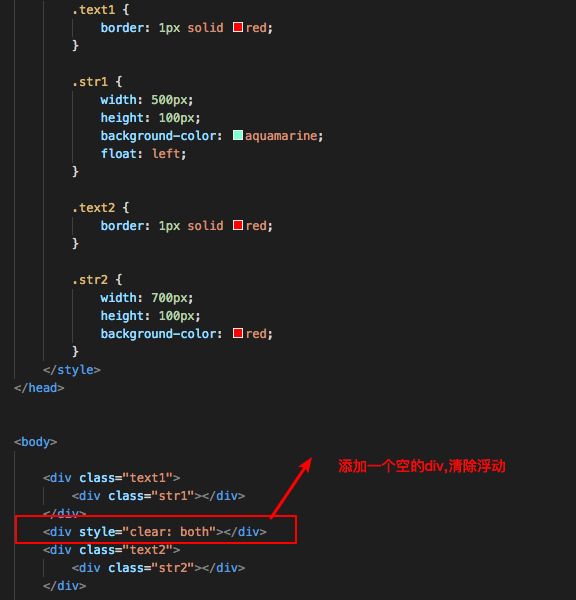 .text1 {
border: 1px solid red;
}
.str1 {
width: 500px;
height: 100px;
background-color: aquamarine;
float: left;
}
.text2 {
border: 1px solid red;
}
.str2 {
width: 700px;
height: 100px;
background-color: red;
}
</style>
</head>
<body>
添加一个空的div,清除浮动
<div class="text1">
<div class="str1"></div>
</div>
<div style="clear: both"></div>
<div class="text2">
<div class="str2"></div>
</div>